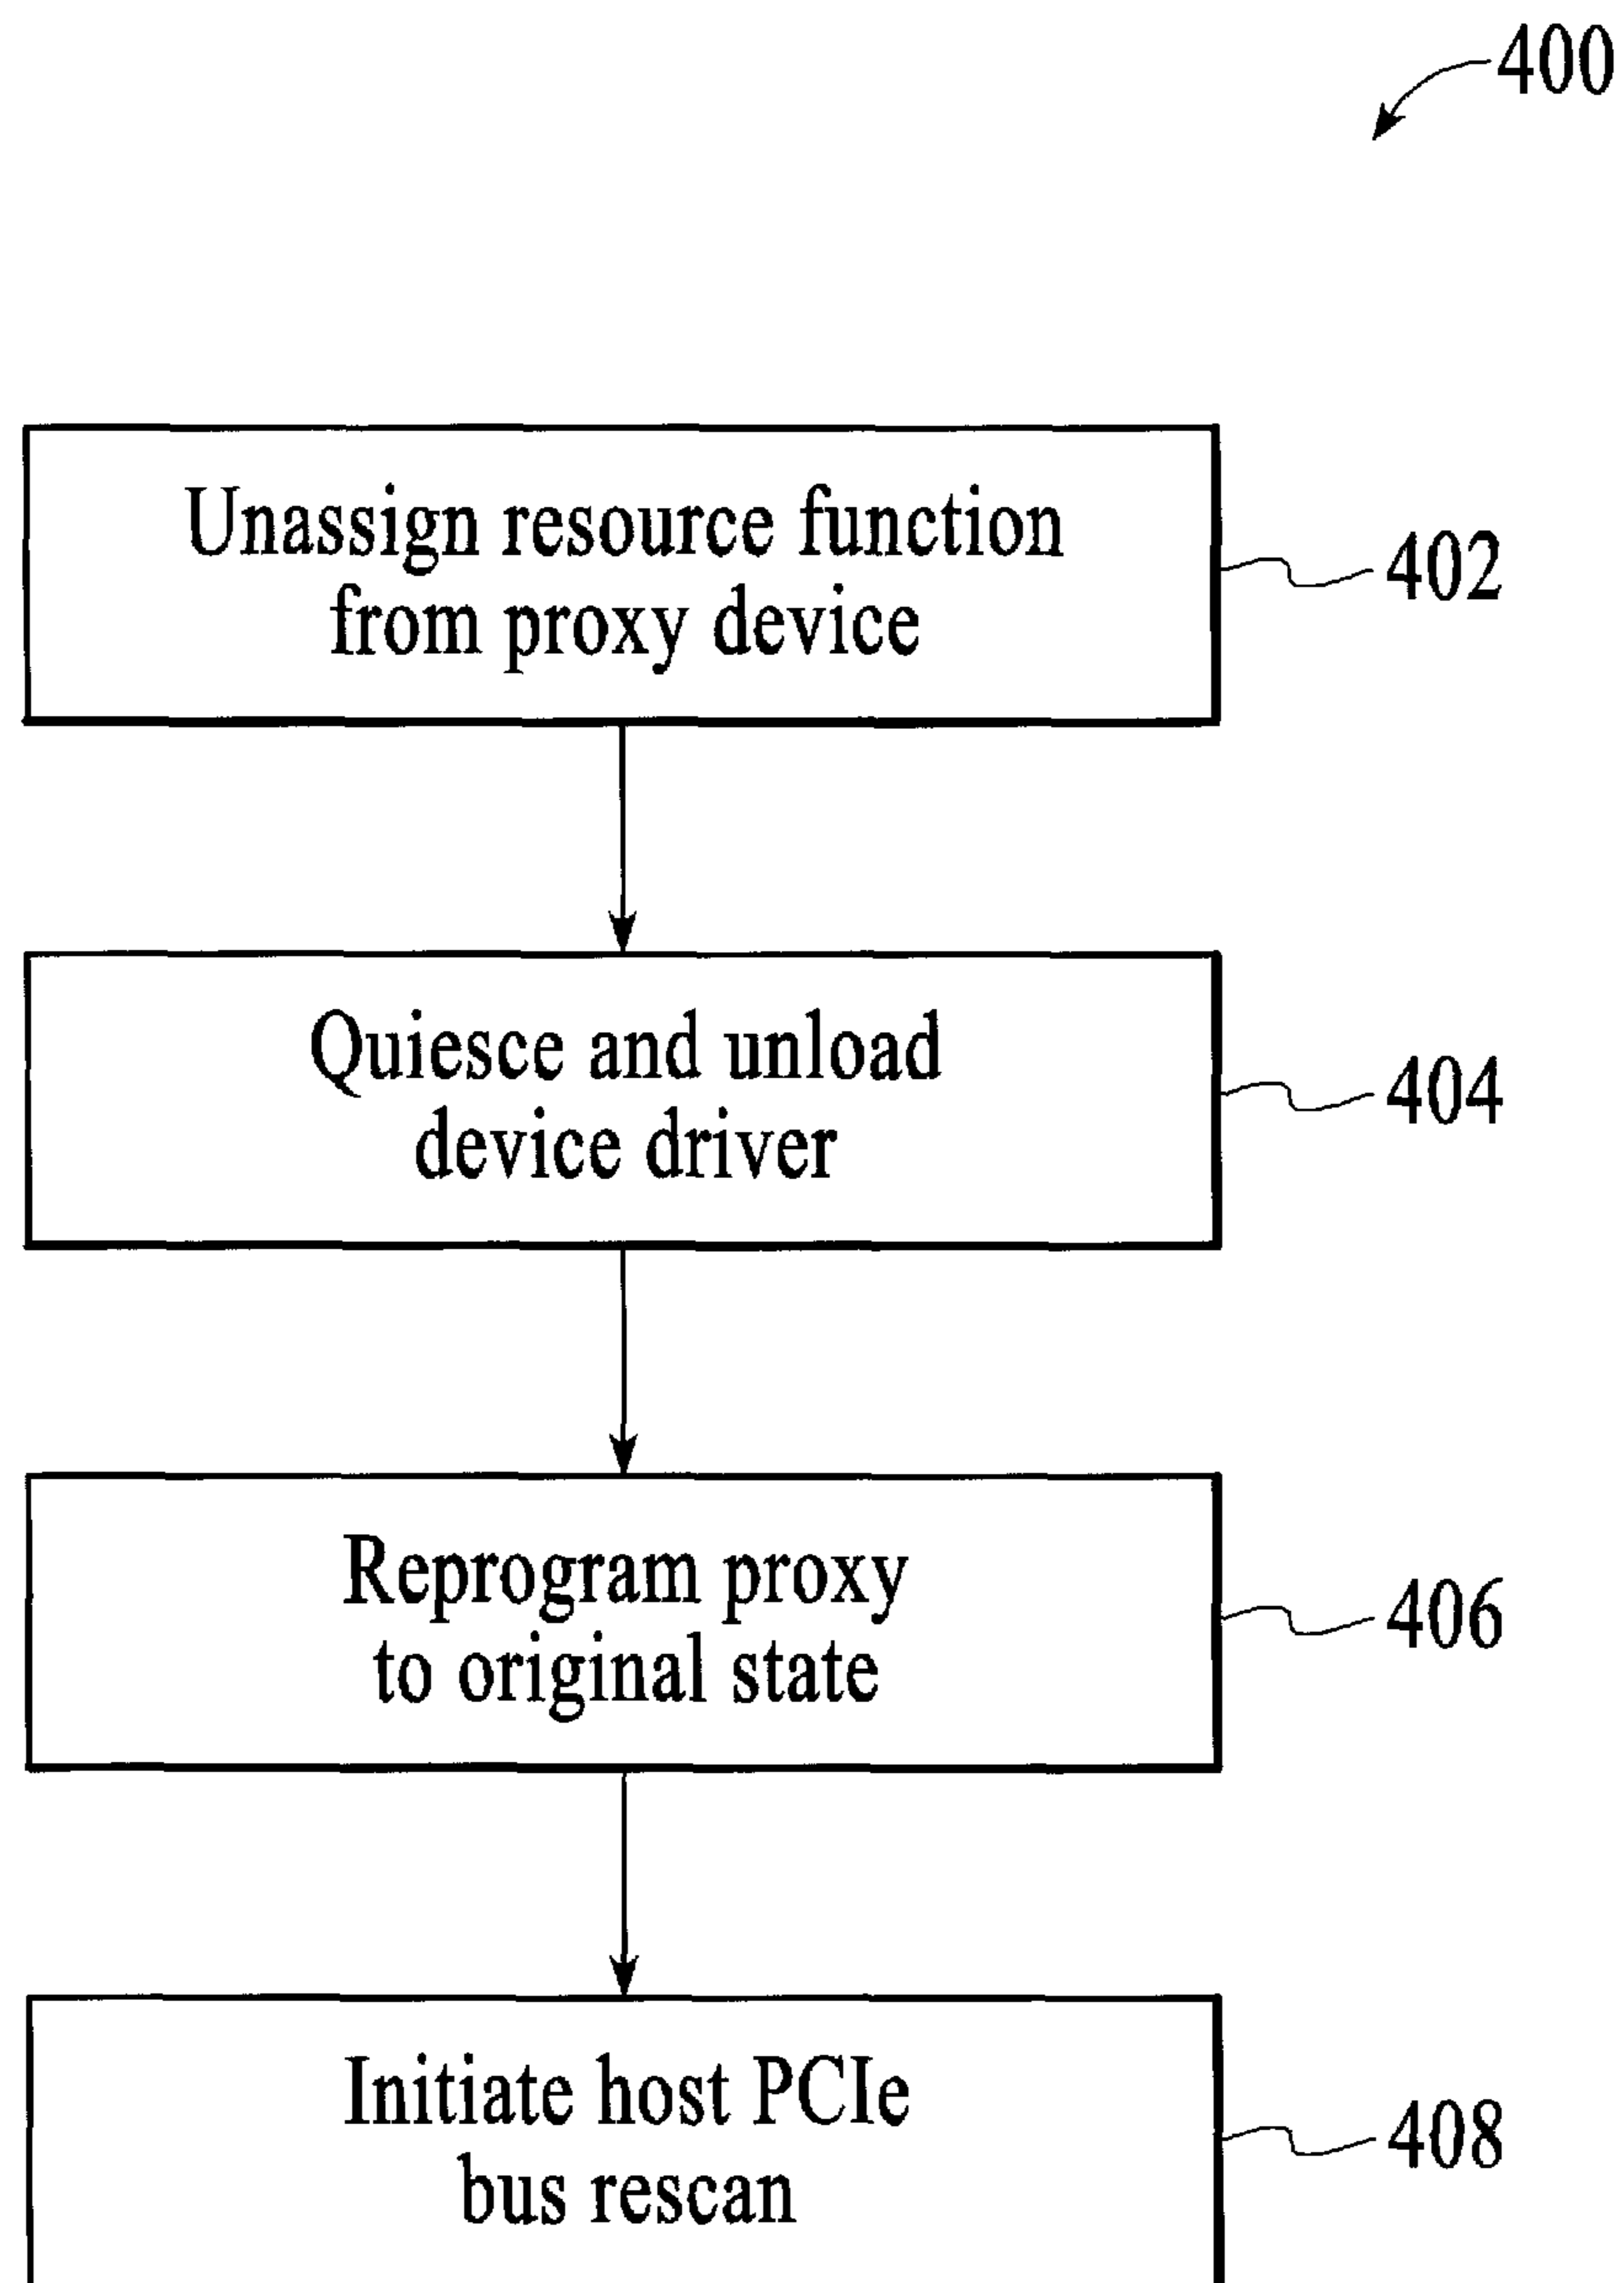 400
Unassign resource function
from proxy device
402
Quiesce and unload
device driver
404
Reprogram proxy
to original state
406
Initiate host PCIe
bus rescan
408